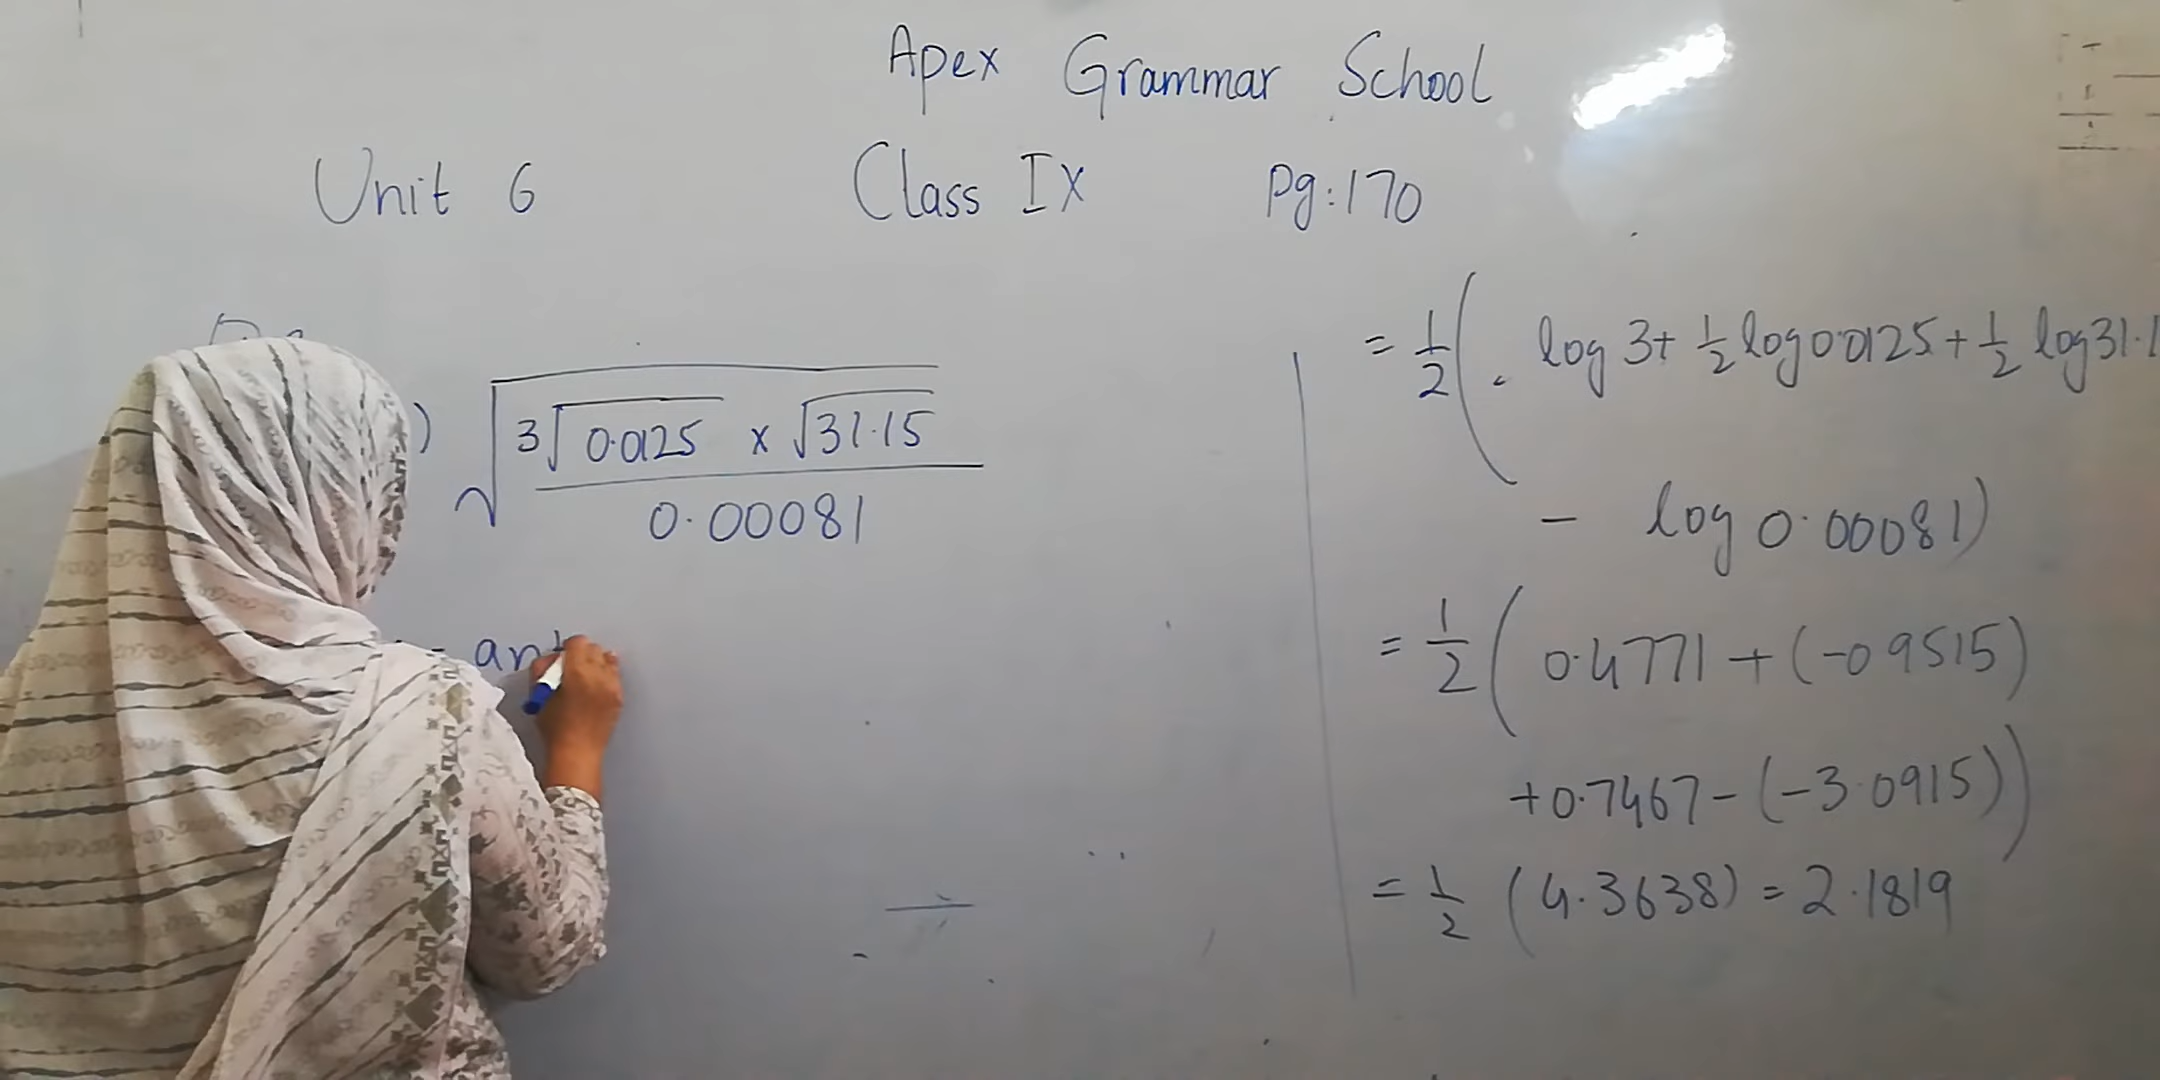 Apex Grammar School
Unit 6 Class IX Pg:170
) √(3√0.0125 x √31.15 / 0.00081)
= ant
= 1/2 ( log 3 + 1/2 log 0.0125 + 1/2 log 31.1
- log 0.00081)
= 1/2 ( 0.4771 + (-0.9515)
+0.7467 - (-3.0915))
= 1/2 (4.3638) = 2.1819